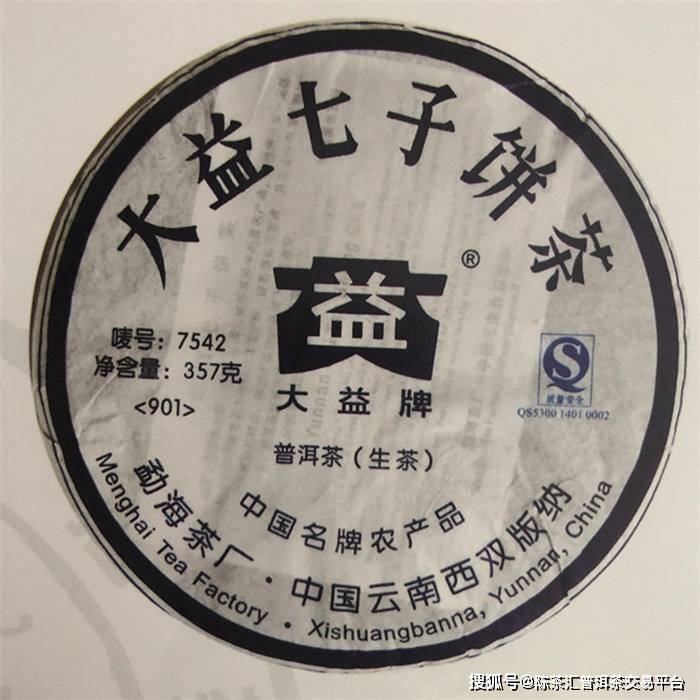 大益七子饼茶
®
益
唛号：7542
净含量：357克
<901>
大益牌
普洱茶（生茶）
质量安全
QS5300 1401 0002
中国名牌农产品
勐海茶厂·中国云南西双版纳
Menghai Tea Factory · Xishuangbanna, Yunnan, China
搜狐号@陈茶汇普洱茶交易平台